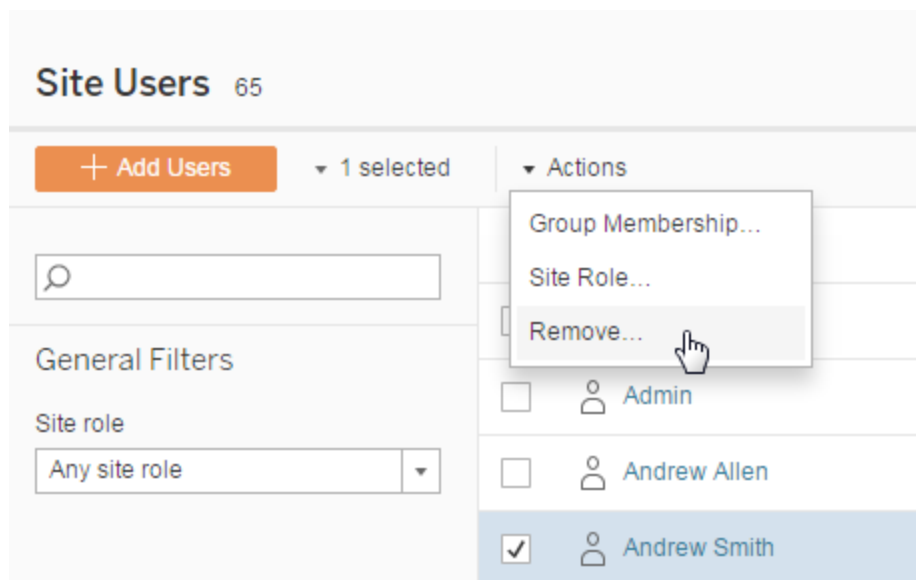 Site Users 65
+ Add Users 1 selected Actions
Group Membership...
Site Role...
Remove...
General Filters
Site role
Any site role
Admin
Andrew Allen
Andrew Smith